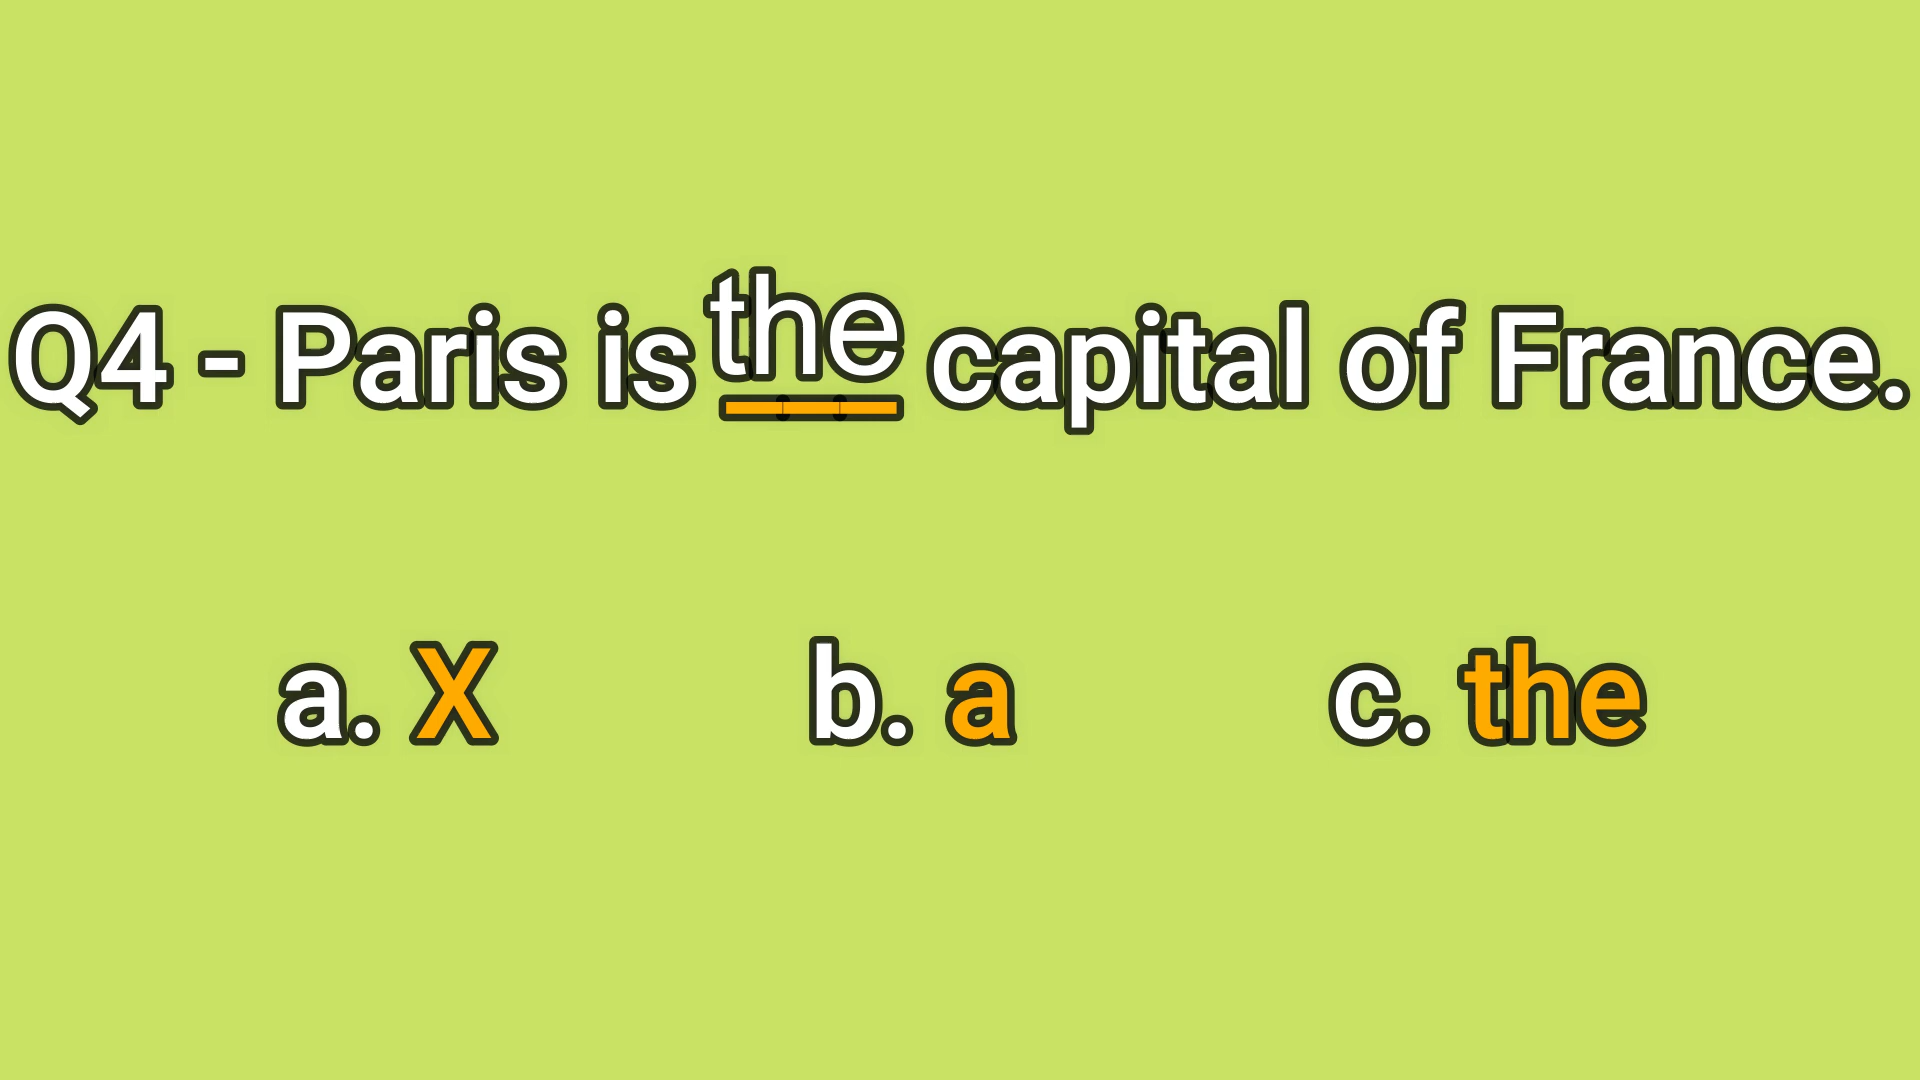 Q4 - Paris is the capital of France.
a. X b. a c. the